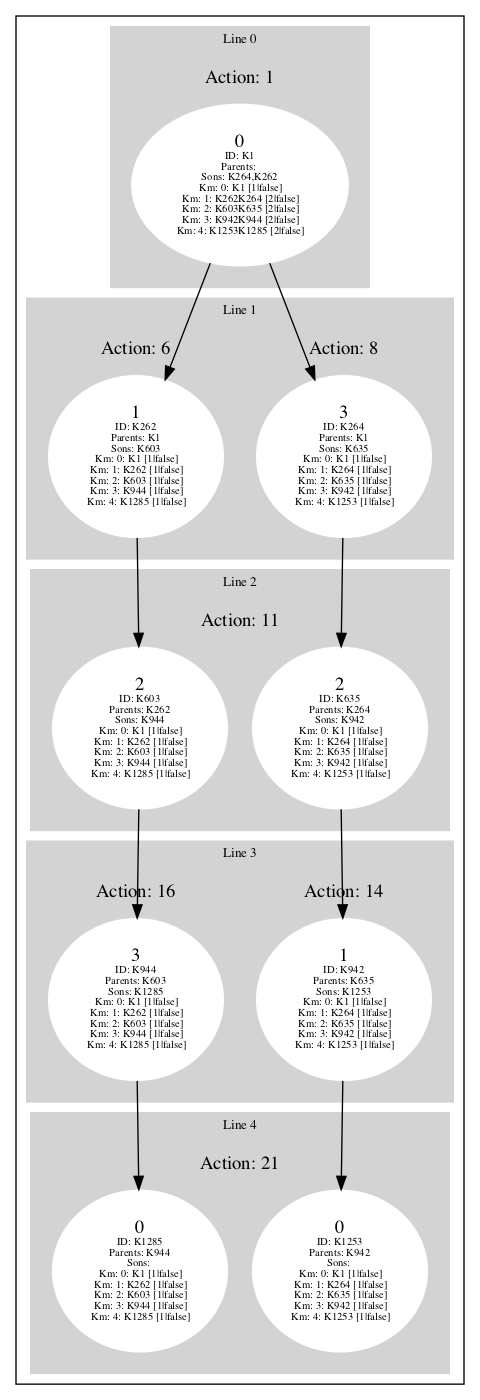 Line 0
Action: 1
0
ID: K1
Parents:
Sons: K264,K262
Km: 0: K1 [1|false]
Km: 1: K262K264 [2|false]
Km: 2: K603K635 [2|false]
Km: 3: K942K944 [2|false]
Km: 4: K1253K1285 [2|false]
Line 1
Action: 6
Action: 8
1
ID: K262
Parents: K1
Sons: K603
Km: 0: K1 [1|false]
Km: 1: K262 [1|false]
Km: 2: K603 [1|false]
Km: 3: K944 [1|false]
Km: 4: K1285 [1|false]
3
ID: K264
Parents: K1
Sons: K635
Km: 0: K1 [1|false]
Km: 1: K264 [1|false]
Km: 2: K635 [1|false]
Km: 3: K942 [1|false]
Km: 4: K1253 [1|false]
Line 2
Action: 11
2
ID: K603
Parents: K262
Sons: K944
Km: 0: K1 [1|false]
Km: 1: K262 [1|false]
Km: 2: K603 [1|false]
Km: 3: K944 [1|false]
Km: 4: K1285 [1|false]
2
ID: K635
Parents: K264
Sons: K942
Km: 0: K1 [1|false]
Km: 1: K264 [1|false]
Km: 2: K635 [1|false]
Km: 3: K942 [1|false]
Km: 4: K1253 [1|false]
Line 3
Action: 16
Action: 14
3
ID: K944
Parents: K603
Sons: K1285
Km: 0: K1 [1|false]
Km: 1: K262 [1|false]
Km: 2: K603 [1|false]
Km: 3: K944 [1|false]
Km: 4: K1285 [1|false]
1
ID: K942
Parents: K635
Sons: K1253
Km: 0: K1 [1|false]
Km: 1: K264 [1|false]
Km: 2: K635 [1|false]
Km: 3: K942 [1|false]
Km: 4: K1253 [1|false]
Line 4
Action: 21
0
ID: K1285
Parents: K944
Sons:
Km: 0: K1 [1|false]
Km: 1: K262 [1|false]
Km: 2: K603 [1|false]
Km: 3: K944 [1|false]
Km: 4: K1285 [1|false]
0
ID: K1253
Parents: K942
Sons:
Km: 0: K1 [1|false]
Km: 1: K264 [1|false]
Km: 2: K635 [1|false]
Km: 3: K942 [1|false]
Km: 4: K1253 [1|false]